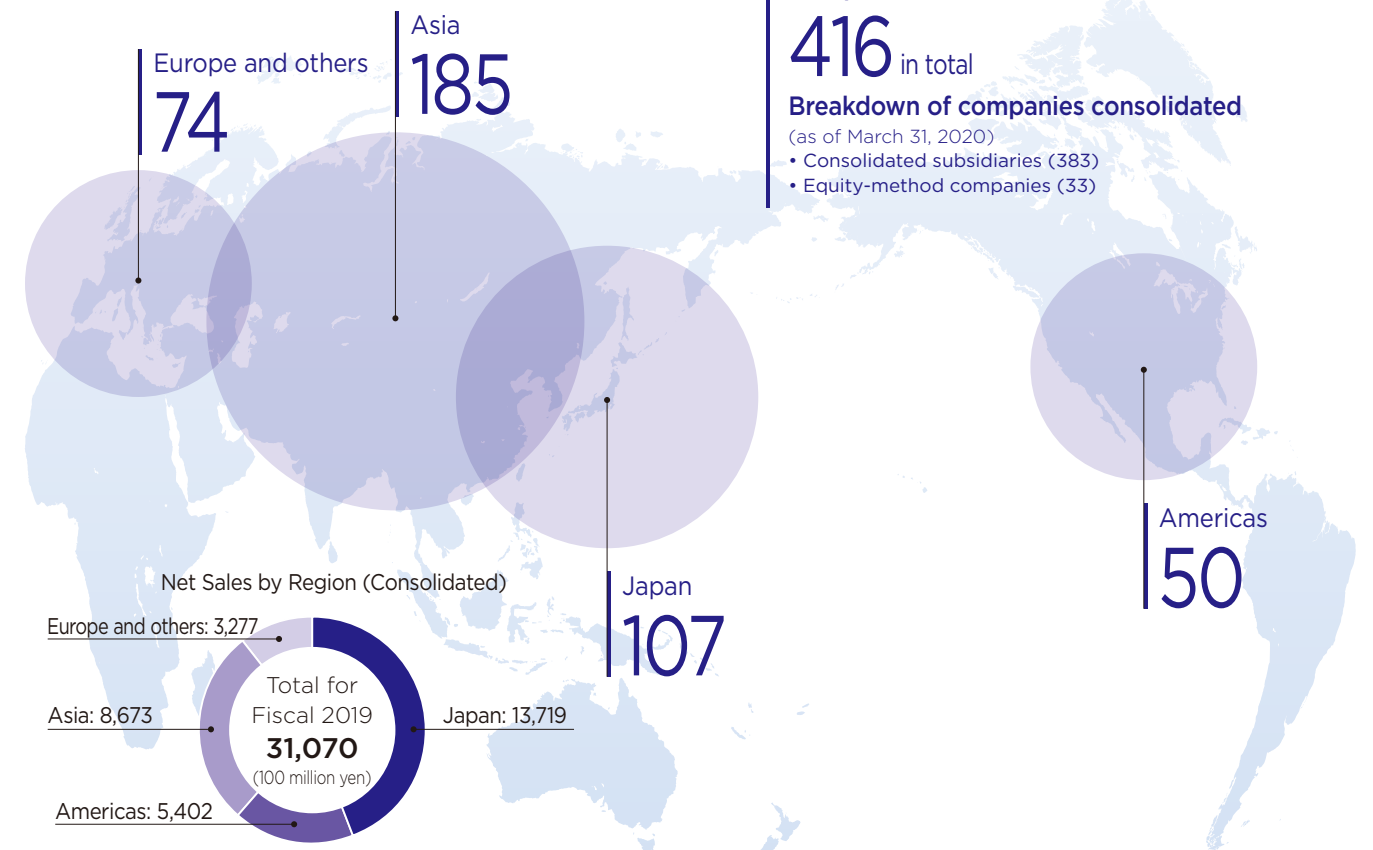 Asia
185
Europe and others
74
416 in total
Breakdown of companies consolidated
(as of March 31, 2020)
• Consolidated subsidiaries (383)
• Equity-method companies (33)
Americas
50
Japan
107
Net Sales by Region (Consolidated)
Europe and others: 3,277
Asia: 8,673
Americas: 5,402
Japan: 13,719
Total for
Fiscal 2019
31,070
(100 million yen)